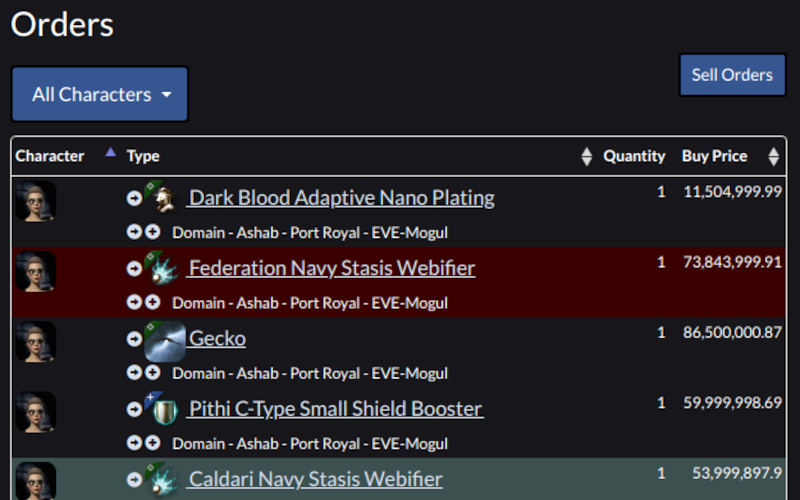 Orders
All Characters
Sell Orders
Character Type Quantity Buy Price
Dark Blood Adaptive Nano Plating 1 11,504,999.99
Domain - Ashab - Port Royal - EVE-Mogul
Federation Navy Stasis Webifier 1 73,843,999.91
Domain - Ashab - Port Royal - EVE-Mogul
Gecko 1 86,500,000.87
Domain - Ashab - Port Royal - EVE-Mogul
Pithi C-Type Small Shield Booster 1 59,999,998.69
Domain - Ashab - Port Royal - EVE-Mogul
Caldari Navy Stasis Webifier 1 53,999,897.9